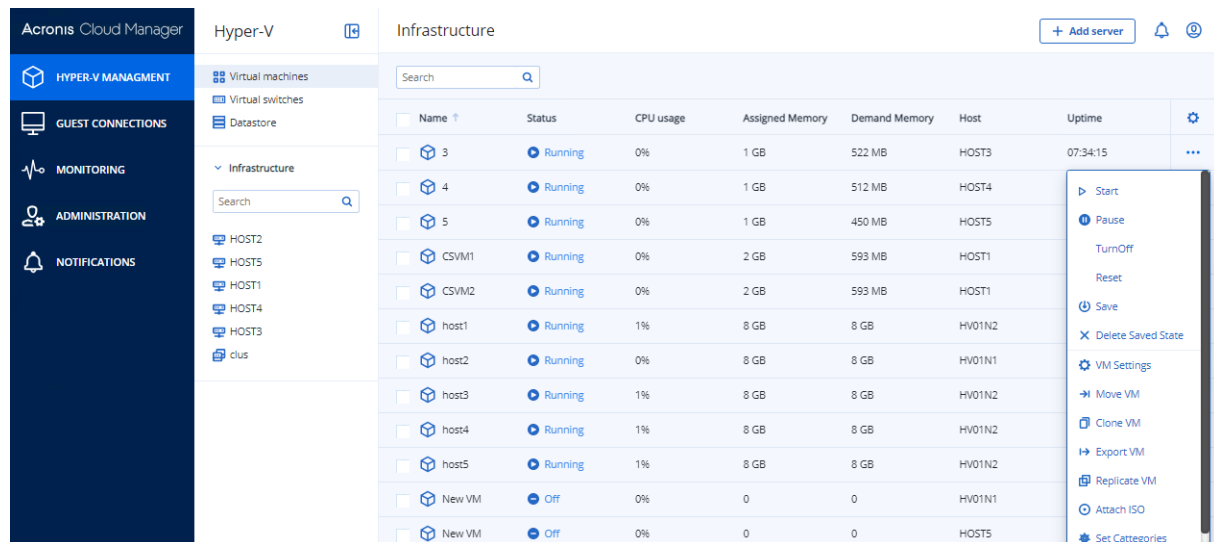 Acronis Cloud Manager
HYPER-V MANAGMENT
GUEST CONNECTIONS
MONITORING
ADMINISTRATION
NOTIFICATIONS
Hyper-V
Virtual machines
Virtual switches
Datastore
Infrastructure
Search
HOST2
HOST5
HOST1
HOST4
HOST3
clus
Infrastructure
+ Add server
Search
Name ↑ Status CPU usage Assigned Memory Demand Memory Host Uptime
3 Running 0% 1 GB 522 MB HOST3 07:34:15
4 Running 0% 1 GB 512 MB HOST4
5 Running 0% 1 GB 450 MB HOST5
CSVM1 Running 0% 2 GB 593 MB HOST1
CSVM2 Running 0% 2 GB 593 MB HOST1
host1 Running 1% 8 GB 8 GB HV01N2
host2 Running 0% 8 GB 8 GB HV01N1
host3 Running 1% 8 GB 8 GB HV01N2
host4 Running 1% 8 GB 8 GB HV01N2
host5 Running 1% 8 GB 8 GB HV01N2
New VM Off 0% 0 0 HV01N1
New VM Off 0% 0 0 HOST5
Start
Pause
TurnOff
Reset
Save
Delete Saved State
VM Settings
Move VM
Clone VM
Export VM
Replicate VM
Attach ISO
Set Cattegories